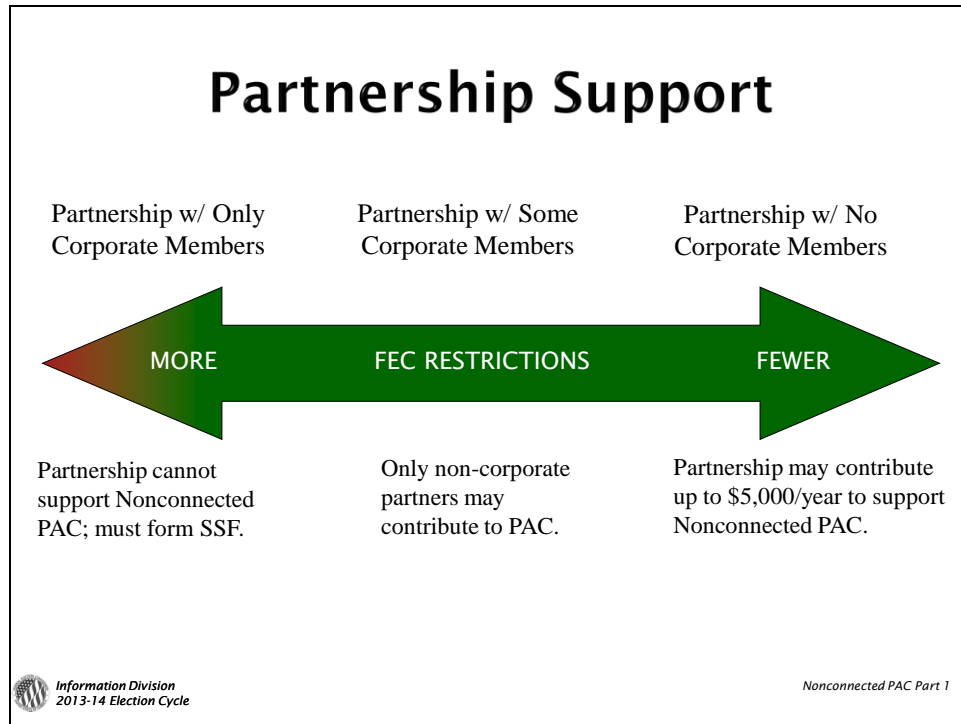 Partnership Support
Partnership w/ Only
Corporate Members
Partnership w/ Some
Corporate Members
Partnership w/ No
Corporate Members
MORE
FEC RESTRICTIONS
FEWER
Partnership cannot
support Nonconnected
PAC; must form SSF.
Only non-corporate
partners may
contribute to PAC.
Partnership may contribute
up to $5,000/year to support
Nonconnected PAC.
Information Division
2013-14 Election Cycle
Nonconnected PAC Part 1